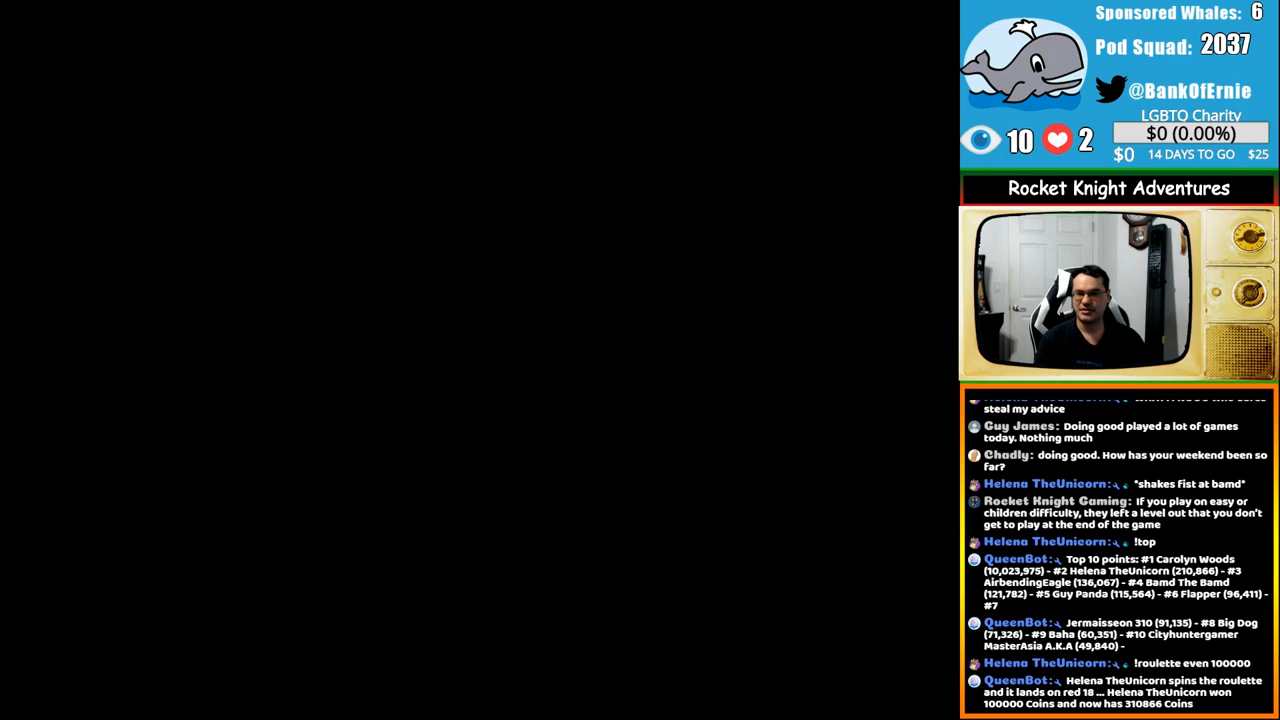 Sponsored Whales: 6
Pod Squad: 2037
@BankOfErnie
LGBTQ Charity
10 2 $0 (0.00%)
$0 14 DAYS TO GO $25
Rocket Knight Adventures
steal my advice
Guy James: Doing good played a lot of games
today. Nothing much
Chadly: doing good. How has your weekend been so
far?
Helena TheUnicorn: *shakes fist at bamd*
Rocket Knight Gaming: If you play on easy or
children difficulty, they left a level out that you don't
get to play at the end of the game
Helena TheUnicorn: !top
QueenBot: Top 10 points: #1 Carolyn Woods
(10,023,975) - #2 Helena TheUnicorn (210,866) - #3
AirbendingEagle (136,067) - #4 Bamd The Bamd
(121,782) - #5 Guy Panda (115,564) - #6 Flapper (96,411) -
#7
QueenBot: Jermaisseon 310 (91,135) - #8 Big Dog
(71,326) - #9 Baha (60,351) - #10 Cityhuntergamer
MasterAsia A.K.A (49,840) -
Helena TheUnicorn: !roulette even 100000
QueenBot: Helena TheUnicorn spins the roulette
and it lands on red 18 ... Helena TheUnicorn won
100000 Coins and now has 310866 Coins